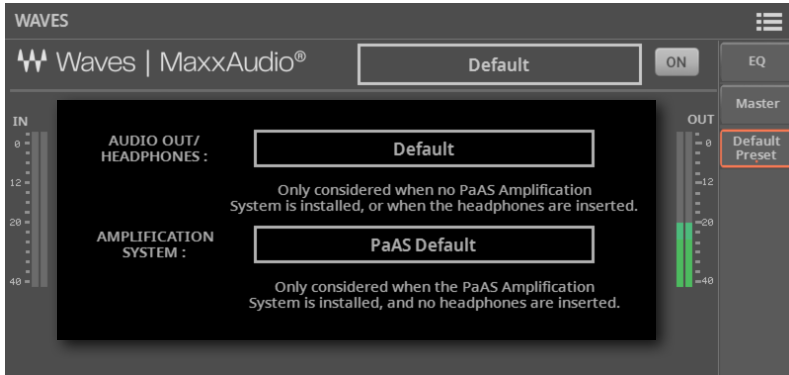 WAVES
Waves | MaxxAudio®
Default
ON
EQ
Master
Default
Preset
IN
0
12
20
40
AUDIO OUT/
HEADPHONES :
Default
Only considered when no PaAS Amplification
System is installed, or when the headphones are inserted.
AMPLIFICATION
SYSTEM :
PaAS Default
Only considered when the PaAS Amplification
System is installed, and no headphones are inserted.
OUT
0
12
20
40